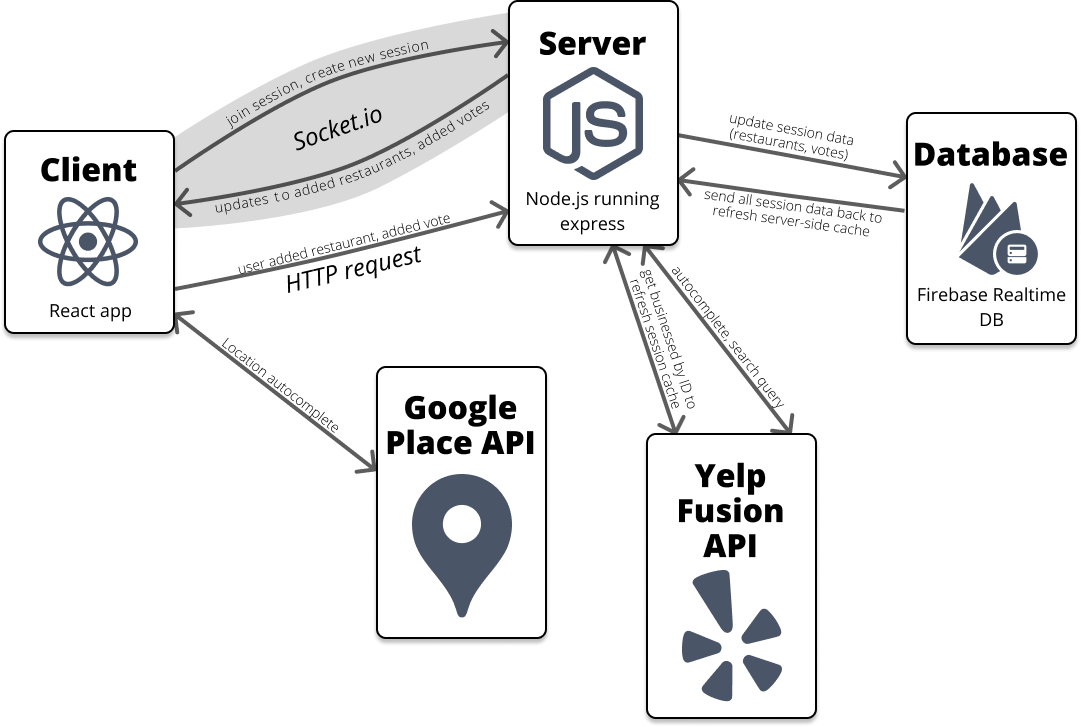 Server
JS
Node.js running
express
join session, create new session
Socket.io
updates to added restaurants, added votes
Client
React app
user added restaurant, added vote
HTTP request
update session data
(restaurants, votes)
send all session data back to
refresh server-side cache
Database
Firebase Realtime
DB
Location autocomplete
get businessed by ID to
refresh session cache
autocomplete, search query
Google
Place API
Yelp
Fusion
API